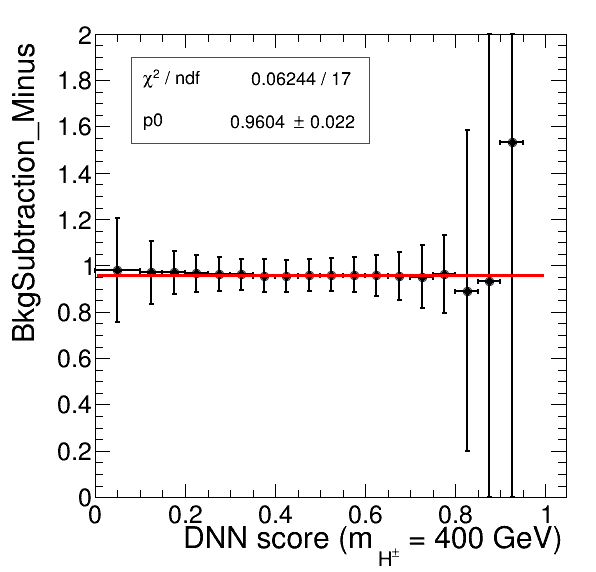 BkgSubtraction_Minus
2
1.8
1.6
1.4
1.2
1
0.8
0.6
0.4
0.2
0
χ² / ndf 0.06244 / 17
p0 0.9604 ± 0.022
0 0.2 0.4 0.6 0.8 1
DNN score (m_H± = 400 GeV)